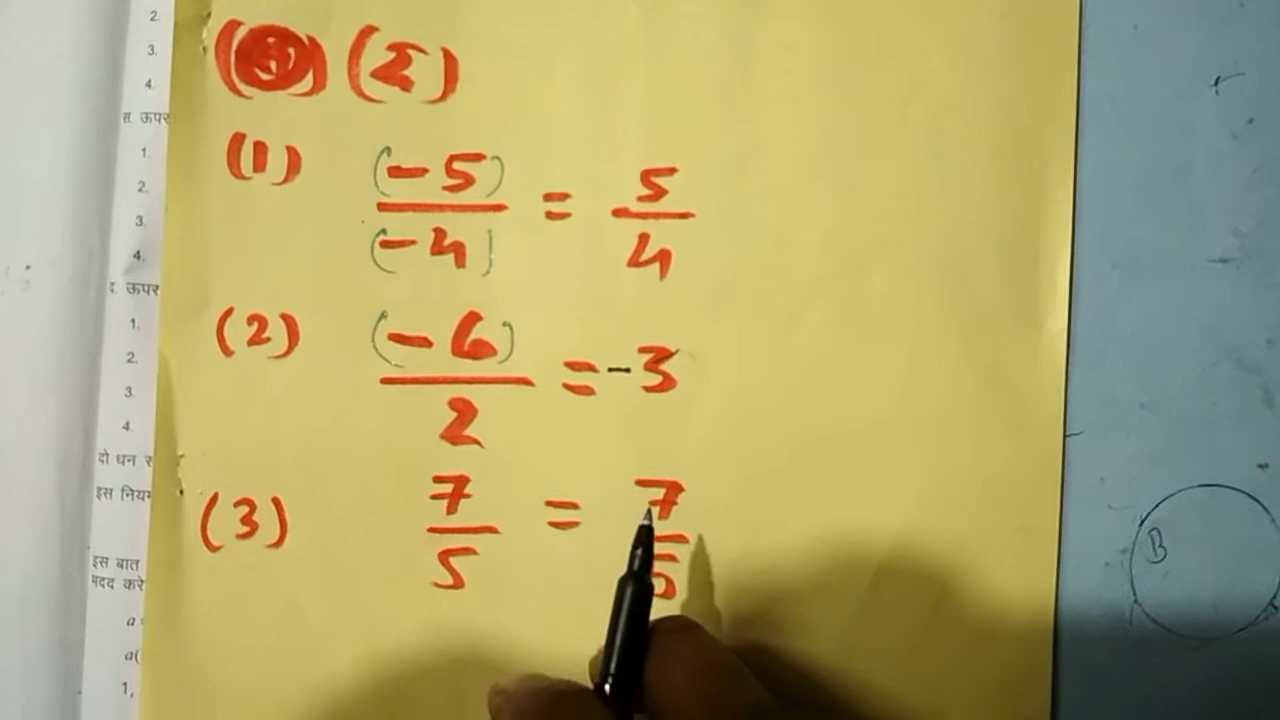 2.
3.
4.
स. ऊपर
1.
2.
3.
4.
द. ऊपर
1.
2.
3.
4.
दो धन
इस नियम
इस बात
मदद करे
a
a(
1,
(Σ)
(1) (-5)/(-4) = 5/4
(2) (-6)/2 = -3
(3) 7/5 = 7/5
B